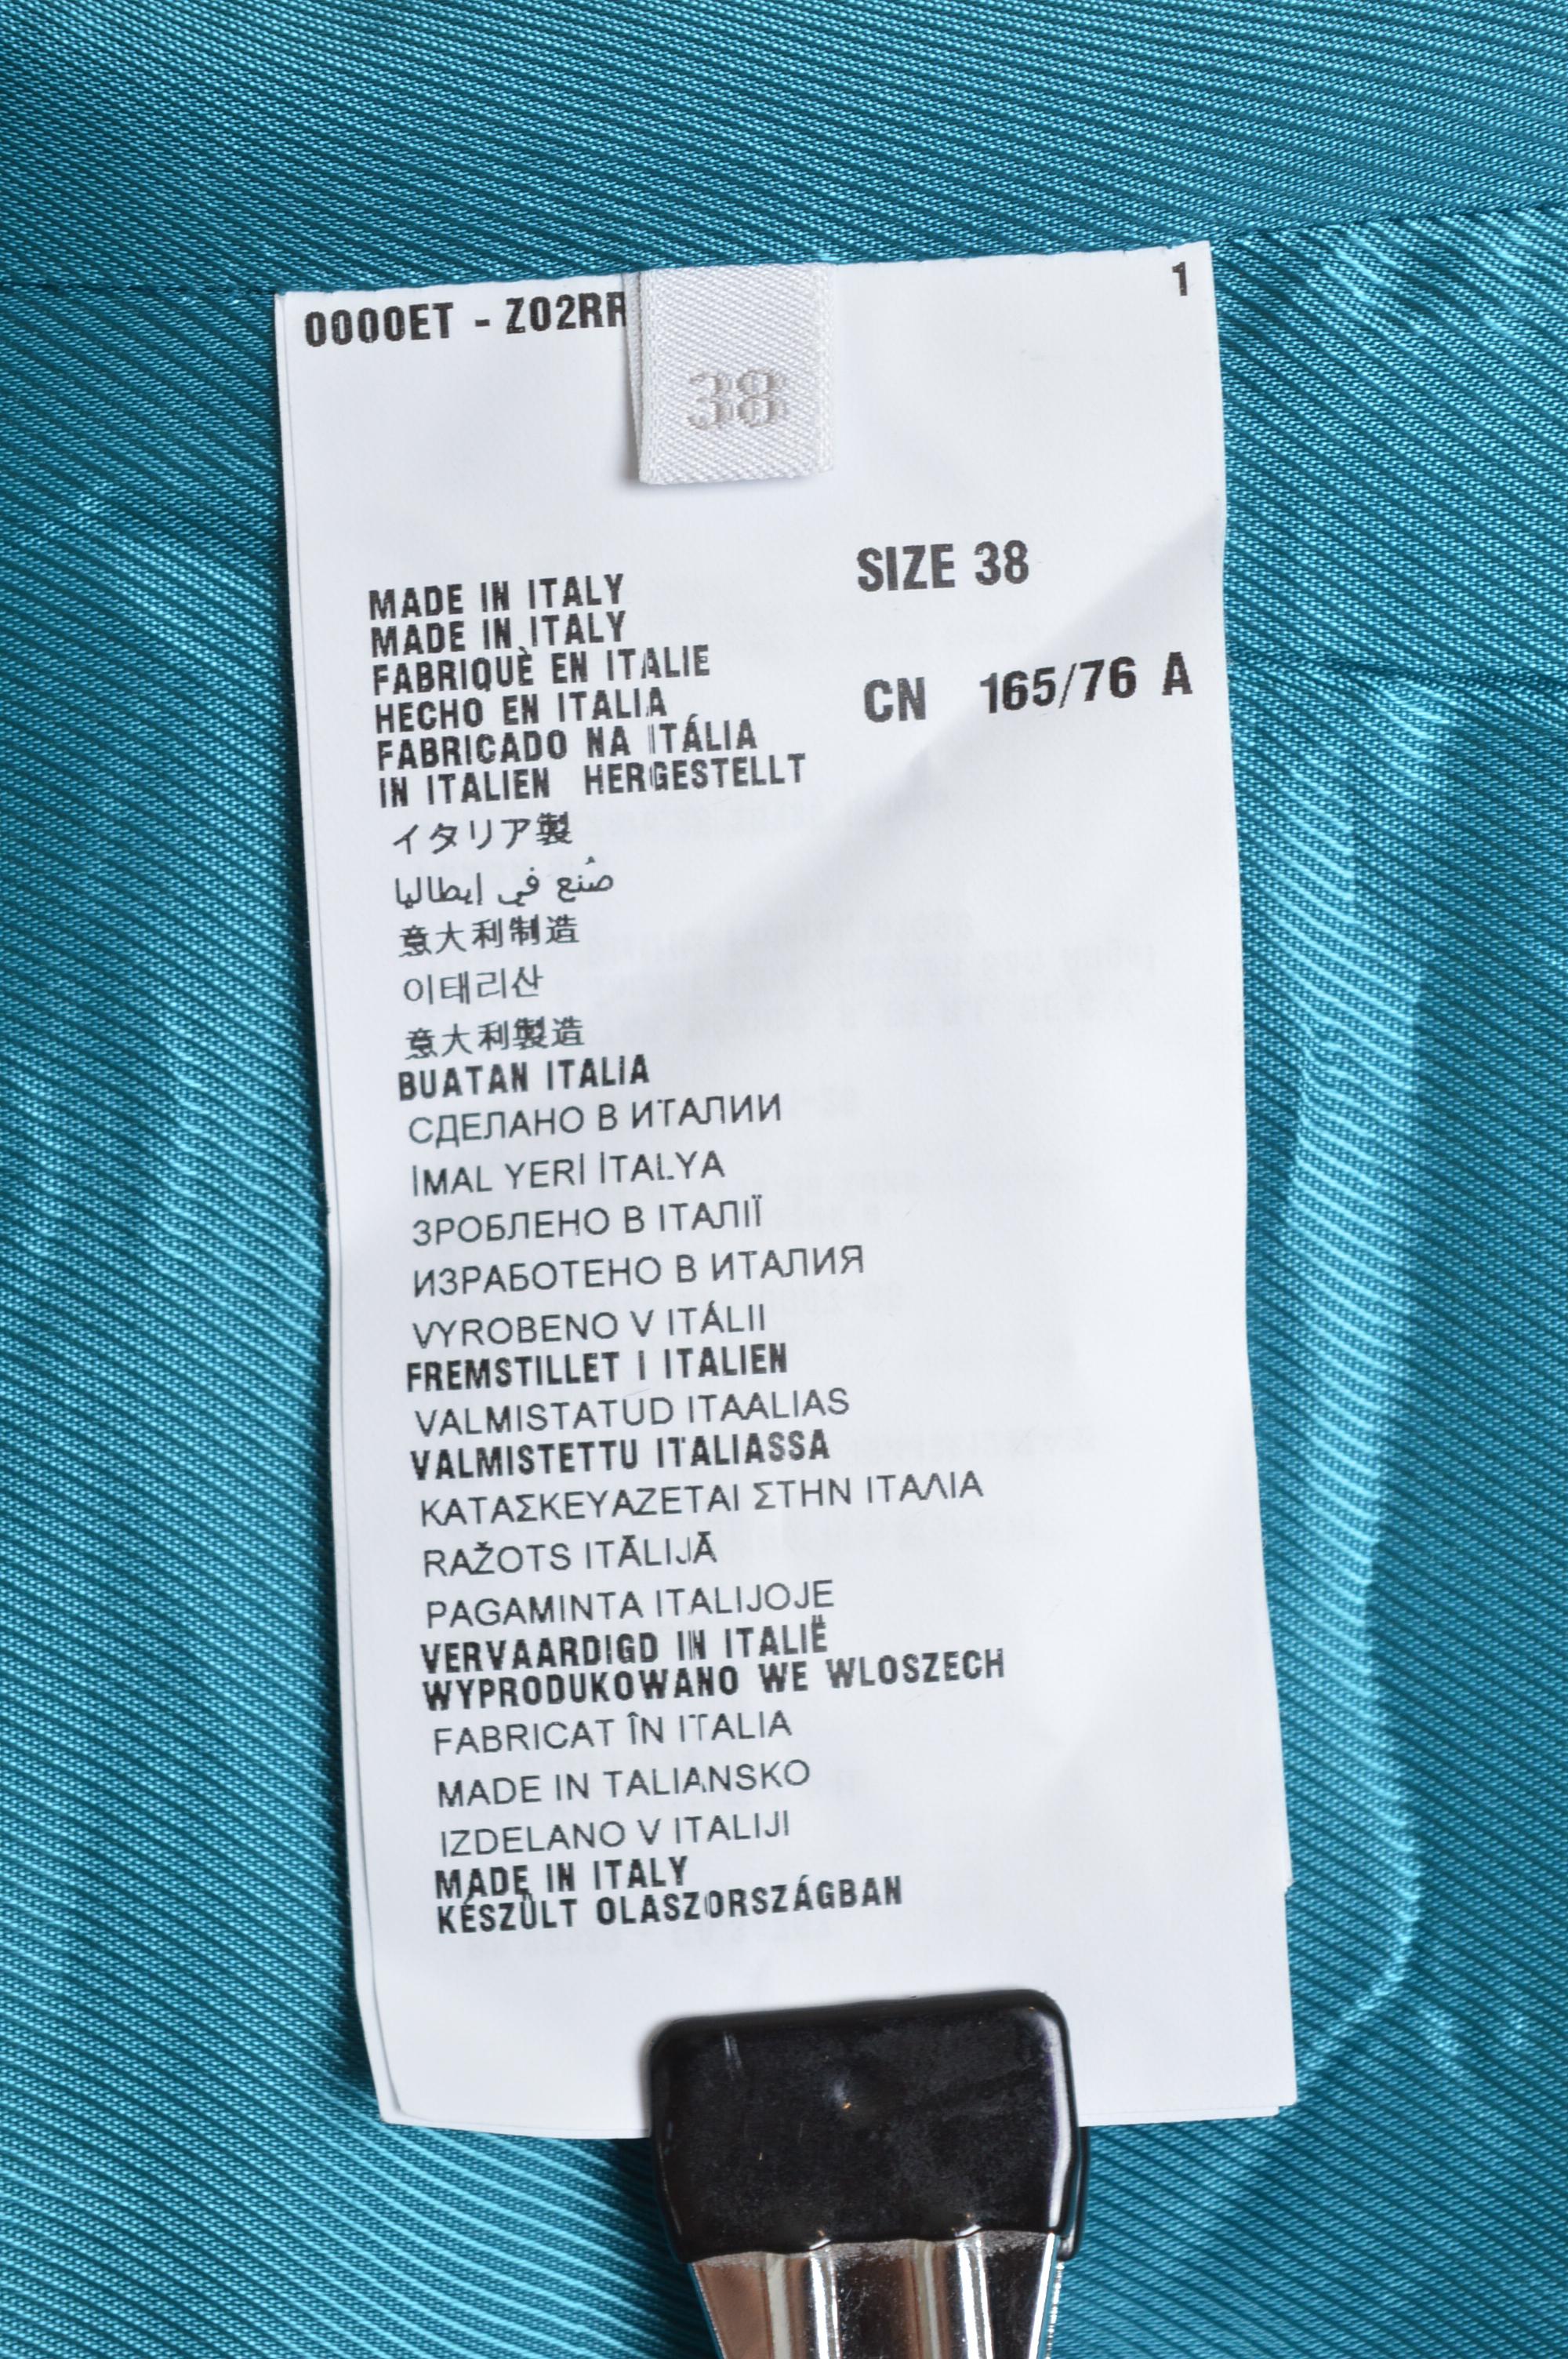 0000ET - Z02RR
1
38
SIZE 38
CN 165/76 A
MADE IN ITALY
MADE IN ITALY
FABRIQUÈ EN ITALIE
HECHO EN ITALIA
FABRICADO NA ITÁLIA
IN ITALIEN HERGESTELLT
イタリア製
صُنع في إيطاليا
意大利制造
이태리산
意大利製造
BUATAN ITALIA
СДЕЛАНО В ИТАЛИИ
İMAL YERİ İTALYA
ЗРОБЛЕНО В ІТАЛІЇ
ИЗРАБОТЕНО В ИТАЛИЯ
VYROBENO V ITÁLII
FREMSTILLET I ITALIEN
VALMISTATUD ITAALIAS
VALMISTETTU ITALIASSA
ΚΑΤΑΣΚΕΥΑΖΕΤΑΙ ΣΤΗΝ ΙΤΑΛΙΑ
RAŽOTS ITĀLIJĀ
PAGAMINTA ITALIJOJE
VERVAARDIGD IN ITALIË
WYPRODUKOWANO WE WLOSZECH
FABRICAT ÎN ITALIA
MADE IN TALIANSKO
IZDELANO V ITALIJI
MADE IN ITALY
KÉSZÜLT OLASZORSZÁGBAN